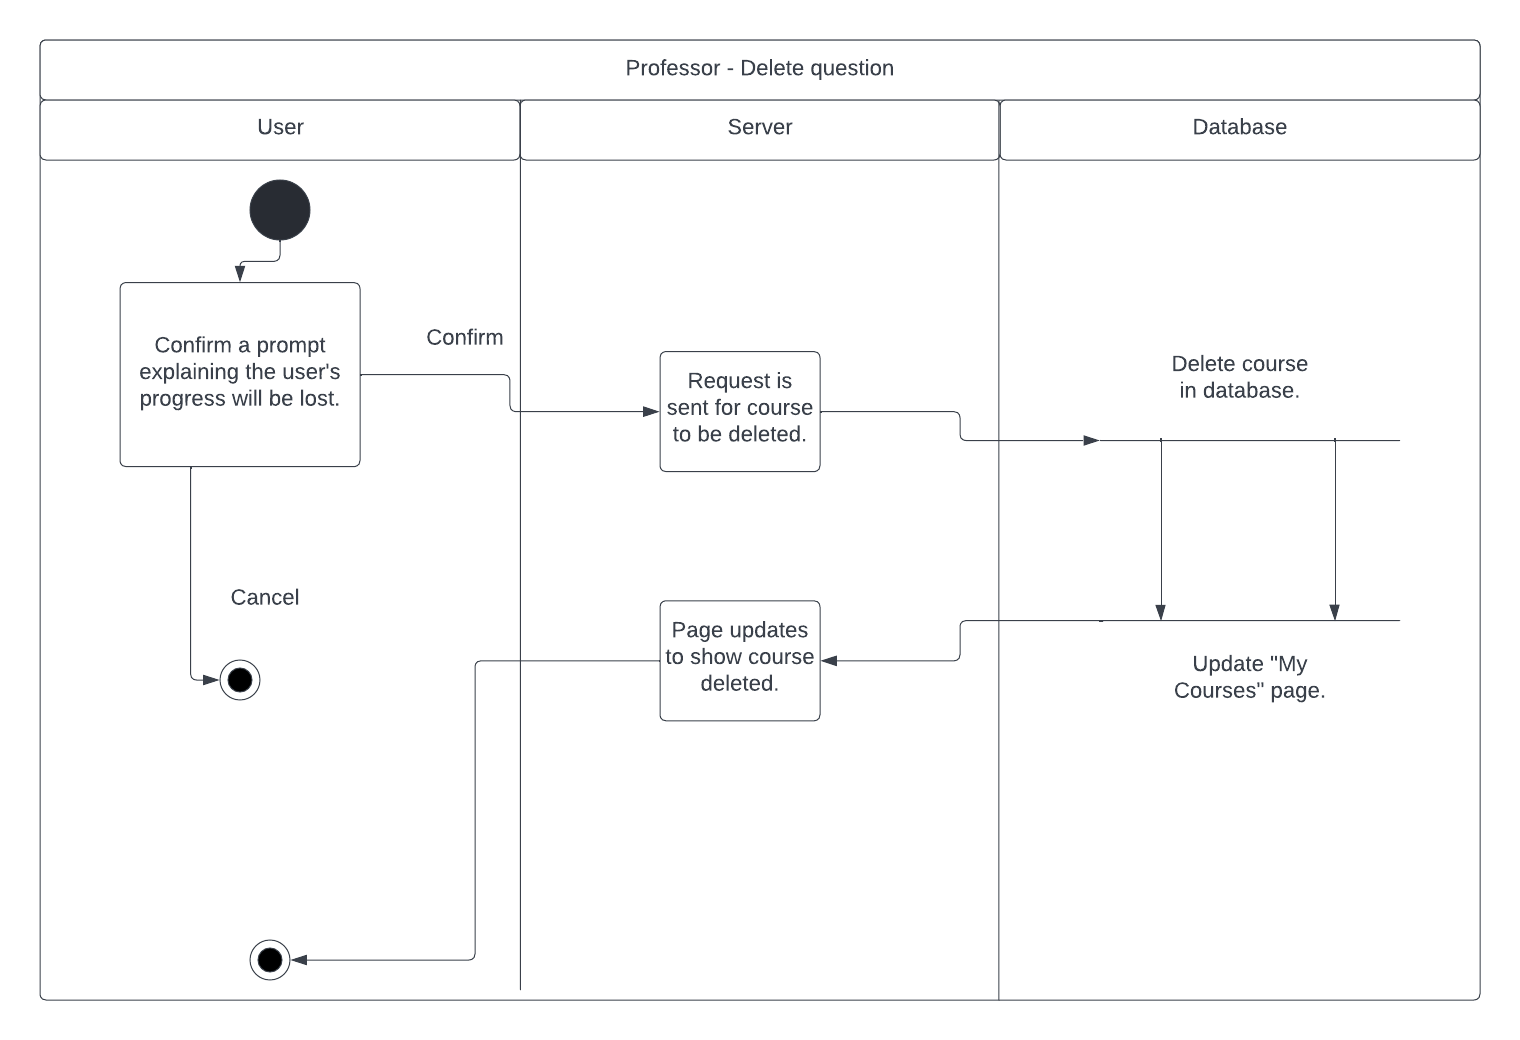 Professor - Delete question
User
Server
Database
Confirm a prompt
explaining the user's
progress will be lost.
Confirm
Request is
sent for course
to be deleted.
Delete course
in database.
Cancel
Page updates
to show course
deleted.
Update "My
Courses" page.